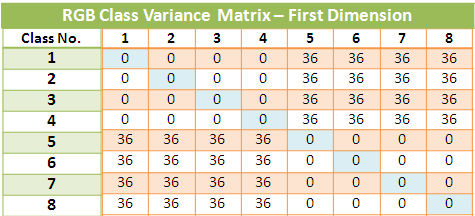 RGB Class Variance Matrix – First Dimension
Class No. 1 2 3 4 5 6 7 8
1 0 0 0 0 36 36 36 36
2 0 0 0 0 36 36 36 36
3 0 0 0 0 36 36 36 36
4 0 0 0 0 36 36 36 36
5 36 36 36 36 0 0 0 0
6 36 36 36 36 0 0 0 0
7 36 36 36 36 0 0 0 0
8 36 36 36 36 0 0 0 0